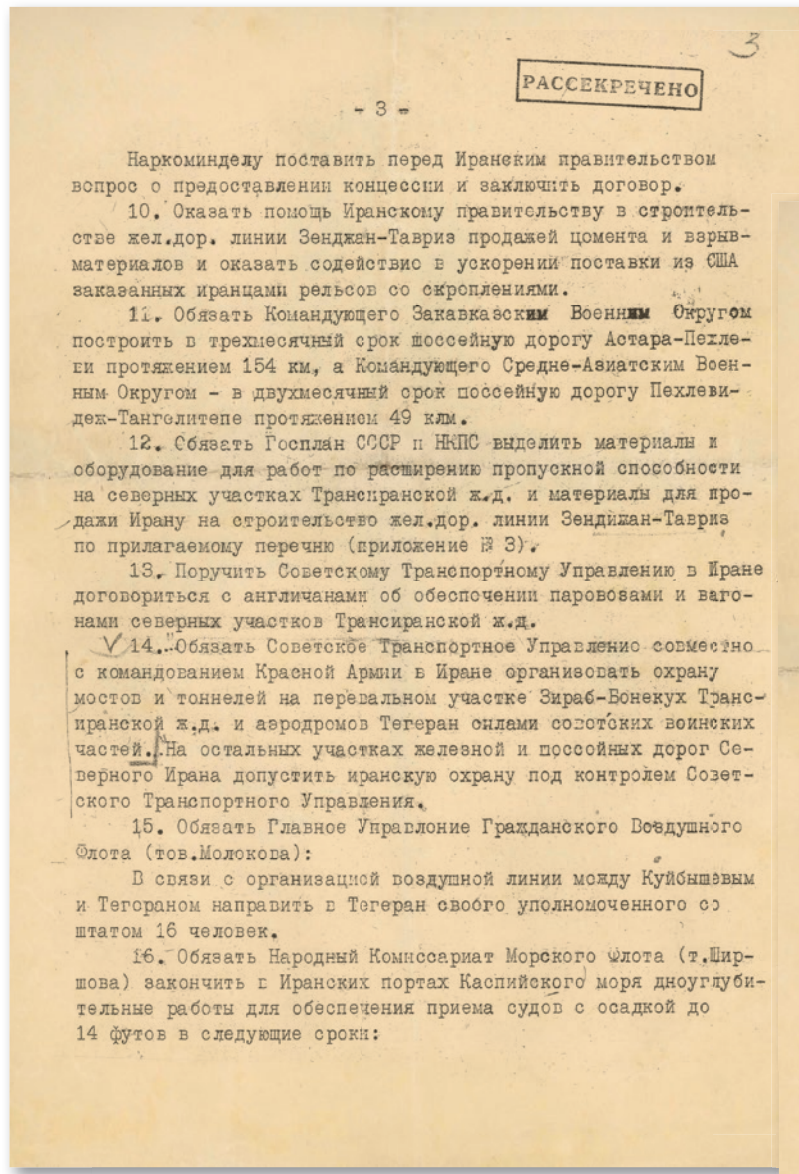 3
РАССЕКРЕЧЕНО
- 3 -
Наркоминделу поставить перед Иранским правительством
вопрос о предоставлении концессии и заключить договор.
10. Оказать помощь Иранскому правительству в строитель-
стве жел.дор. линии Зенджан-Тавриз продажей цемента и взрыв-
материалов и оказать содействие в ускорении поставки из США
заказанных иранцами рельсов со скреплениями.
11. Обязать Командующего Закавказским Военным Округом
построить в трехмесячный срок шоссейную дорогу Астара-Пехле-
ви протяжением 154 км, а Командующего Средне-Азиатским Воен-
ным Округом - в двухмесячный срок шоссейную дорогу Пехлеви-
деж-Тангелитепе протяжением 49 клм.
12. Обязать Госплан СССР и НКПС выделить материалы и
оборудование для работ по расширению пропускной способности
на северных участках Трансиранской ж.д. и материалы для про-
дажи Ирану на строительство жел.дор. линии Зендижан-Тавриз
по прилагаемому перечню (приложение № 3).
13. Поручить Советскому Транспортному Управлению в Иране
договориться с англичанами об обеспечении паровозами и ваго-
нами северных участков Трансиранской ж.д.
V 14. Обязать Советское Транспортное Управление совместно
с командованием Красной Армии в Иране организовать охрану
мостов и тоннелей на перевальном участке Зираб-Бонекух Транс-
иранской ж.д. и аэродромов Тегеран силами советских воинских
частей. На остальных участках железной и шоссейных дорог Се-
верного Ирана допустить иранскую охрану под контролем Совет-
ского Транспортного Управления.
15. Обязать Главное Управление Гражданского Воздушного
Флота (тов.Молокова):
В связи с организацией воздушной линии между Куйбышевым
и Тегераном направить в Тегеран своего уполномоченного со
штатом 16 человек.
16. Обязать Народный Комиссариат Морского Флота (т.Шир-
шова) закончить в Иранских портах Каспийского моря дноуглуби-
тельные работы для обеспечения приема судов с осадкой до
14 футов в следующие сроки: